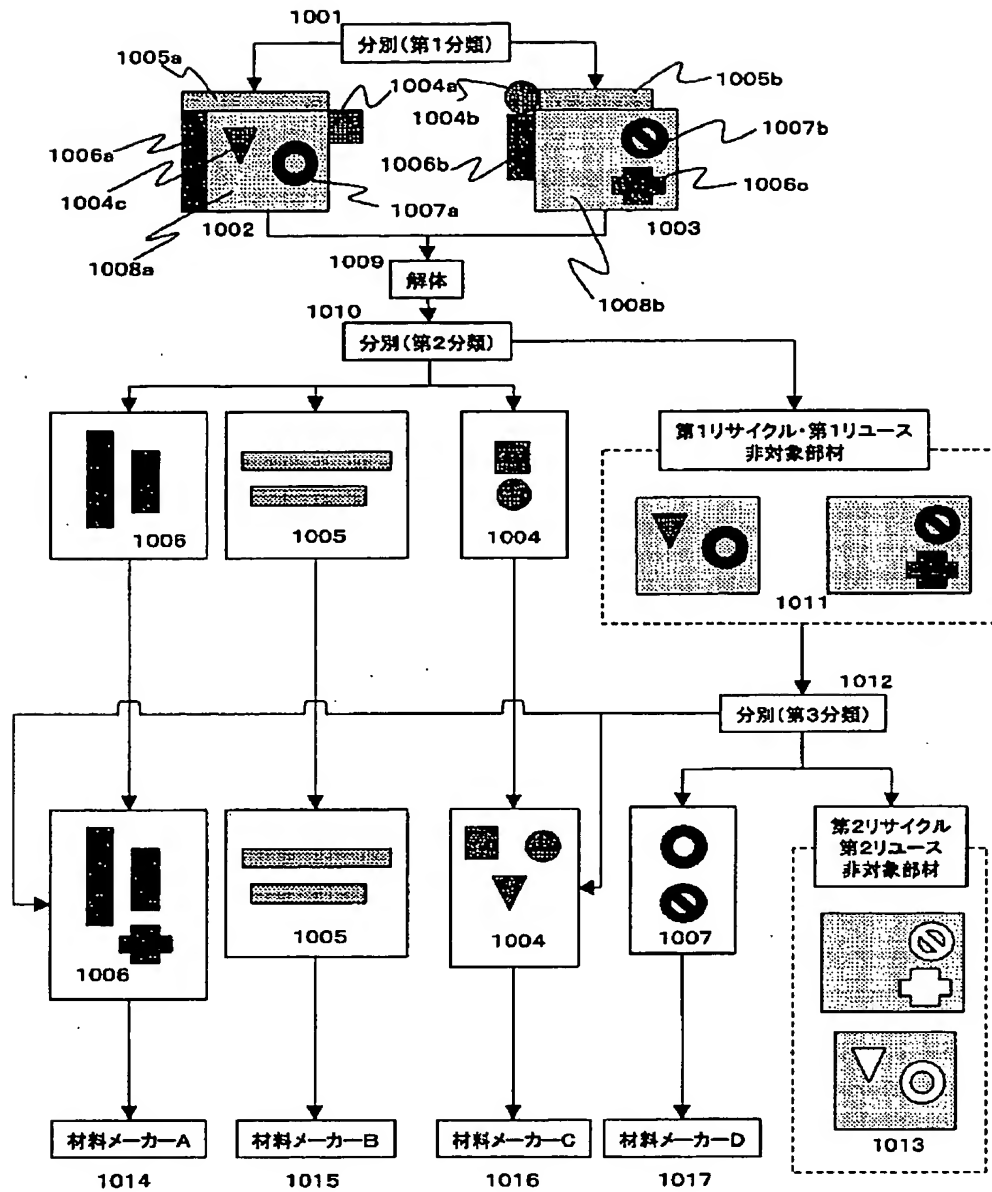 1001
分別(第1分類)
1005a
1004a
1005b
1004b
1007b
1006a
1006b
1004c
1007a
1006c
1002
1003
1008a
1009
解体
1008b
1010
分別(第2分類)
第1リサイクル・第1リユース
非対象部材
1006
1005
1004
1011
1012
分別(第3分類)
第2リサイクル
第2リユース
非対象部材
1006
1005
1004
1007
材料メーカーA
材料メーカーB
材料メーカーC
材料メーカーD
1013
1014
1015
1016
1017